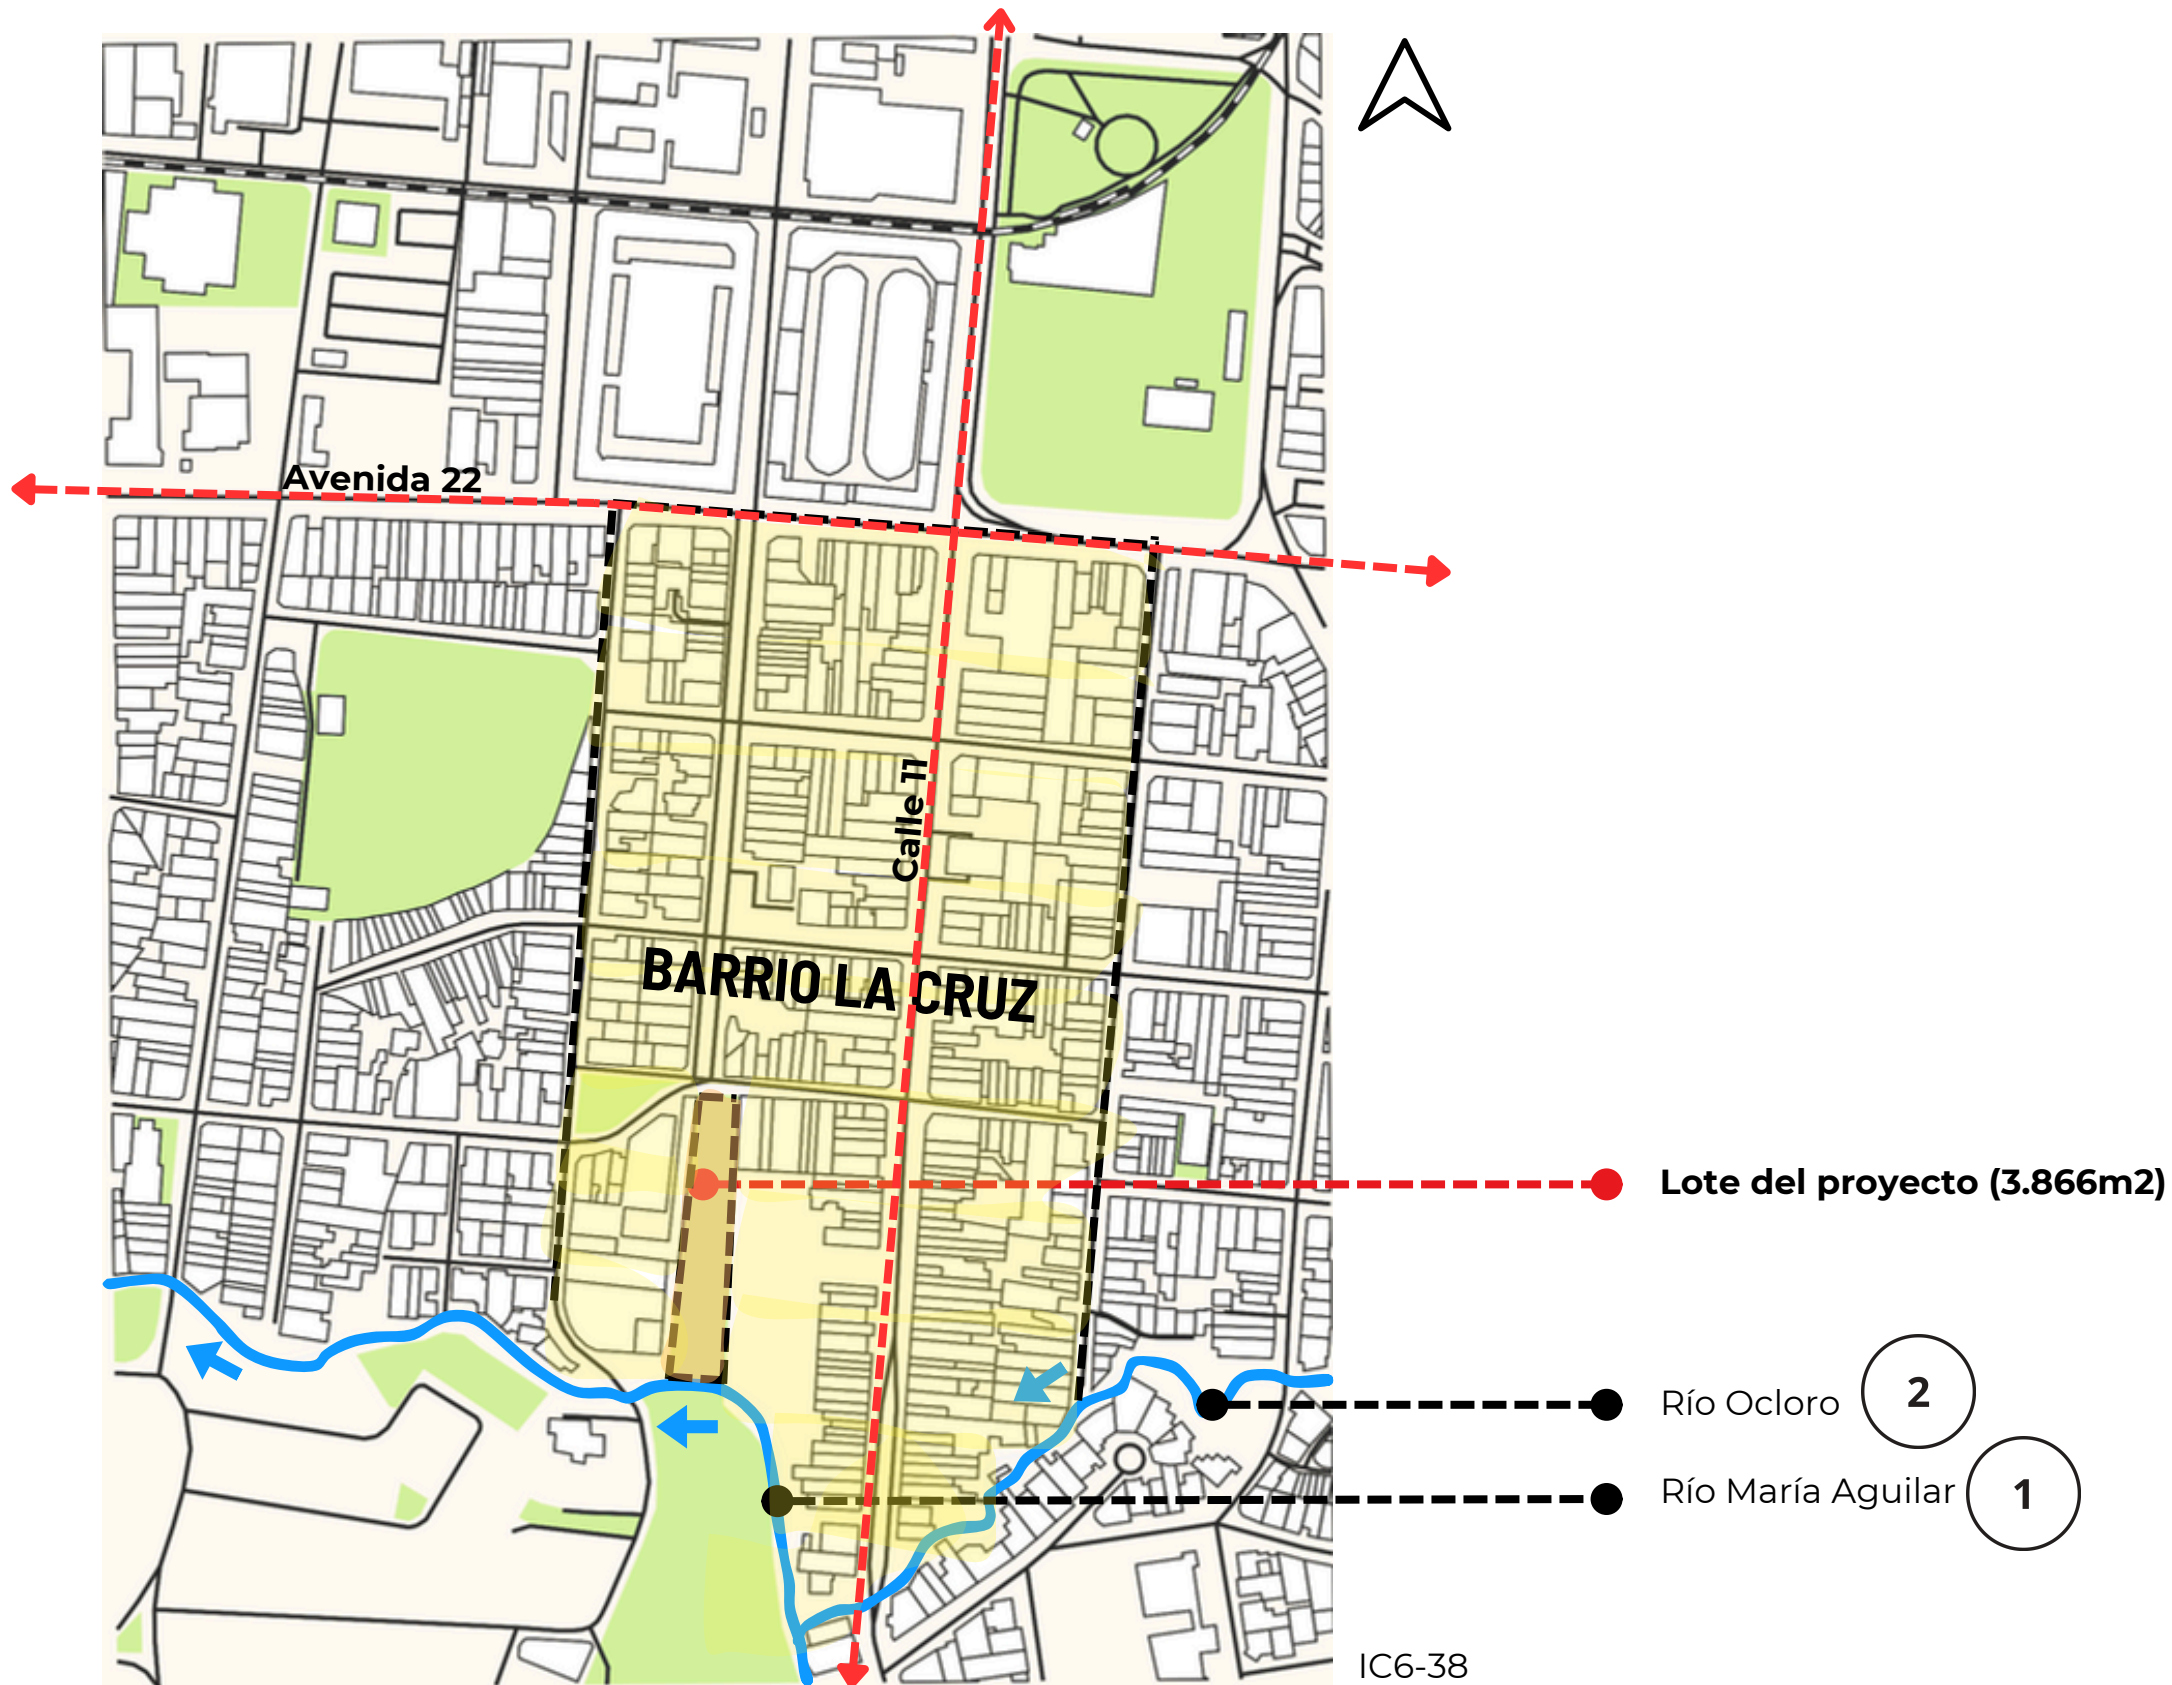 Avenida 22
Calle 11
BARRIO LA CRUZ
Lote del proyecto (3.866m2)
Río Ocloro
2
Río María Aguilar
1
IC6-38